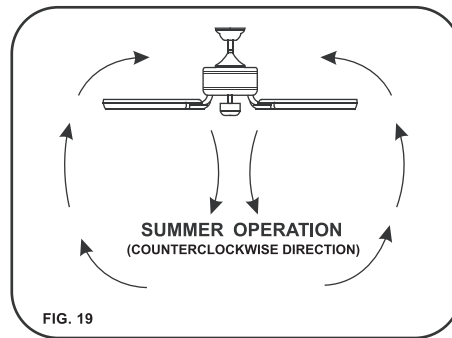 SUMMER OPERATION
(COUNTERCLOCKWISE DIRECTION)
FIG. 19